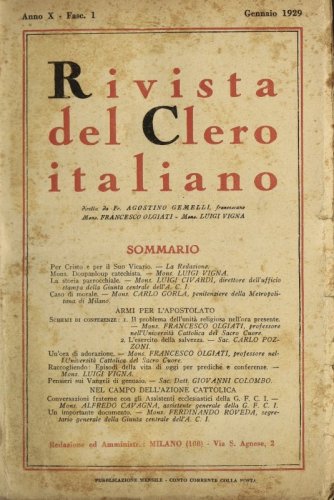 Anno X - Fasc. 1 Gennaio 1929
Rivista
del Clero
italiano
diretta da Fr. AGOSTINO GEMELLI, francescano
Mons. FRANCESCO OLGIATI - Mons. LUIGI VIGNA
SOMMARIO
Per Cristo e per il Suo Vicario. — La Redazione.
Mons. Doupanloup catechista. — Mons. LUIGI VIGNA.
La storia parrocchiale. — Mons. LUIGI CIVARDI, direttore dell'ufficio
stampa della Giunta centrale dell'A. C. I.
Caso di morale. — Mons. CARLO GORLA, penitenziere della Metropoli-
tana di Milano.
ARMI PER L'APOSTOLATO
SCHEMI DI CONFERENZE: 1. Il problema dell'unità religiosa nell'ora presente.
— Mons. FRANCESCO OLGIATI, professore
nell'Università Cattolica del Sacro Cuore.
2. L'esercito della salvezza. — Sac. CARLO POZ-
ZONI.
Un'ora di adorazione. — Mons. FRANCESCO OLGIATI, professore nel-
l'Università Cattolica del Sacro Cuore.
Raccogliendo: Episodi della vita di oggi per prediche e conferenze. —
Mons. LUIGI VIGNA.
Pensieri sui Vangeli di gennaio. — Sac. Dott. GIOVANNI COLOMBO.
NEL CAMPO DELL'AZIONE CATTOLICA
Conversazioni fraterne con gli Assistenti ecclesiastici della G. F. C. I. —
Mons. ALFREDO CAVAGNA, assistente generale della G. F. C. I.
Un importante documento. — Mons. FERDINANDO ROVEDA, segre-
tario generale della Giunta centrale dell'A. C. I.
Redazione ed Amministr.: MILANO (108) - Via S. Agnese, 2
PUBBLICAZIONE MENSILE - CONTO CORRENTE COLLA POSTA